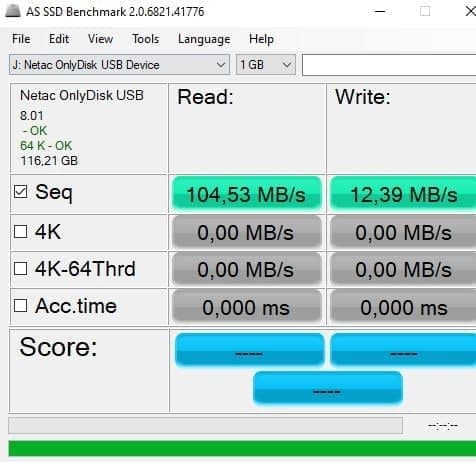 AS SSD Benchmark 2.0.6821.41776
File Edit View Tools Language Help
J: Netac OnlyDisk USB Device 1 GB
Netac OnlyDisk USB
8.01
- OK
64 K - OK
116,21 GB
Read: Write:
Seq 104,53 MB/s 12,39 MB/s
4K 0,00 MB/s 0,00 MB/s
4K-64Thrd 0,00 MB/s 0,00 MB/s
Acc.time 0,000 ms 0,000 ms
Score: ---- ----
----
--:--:--